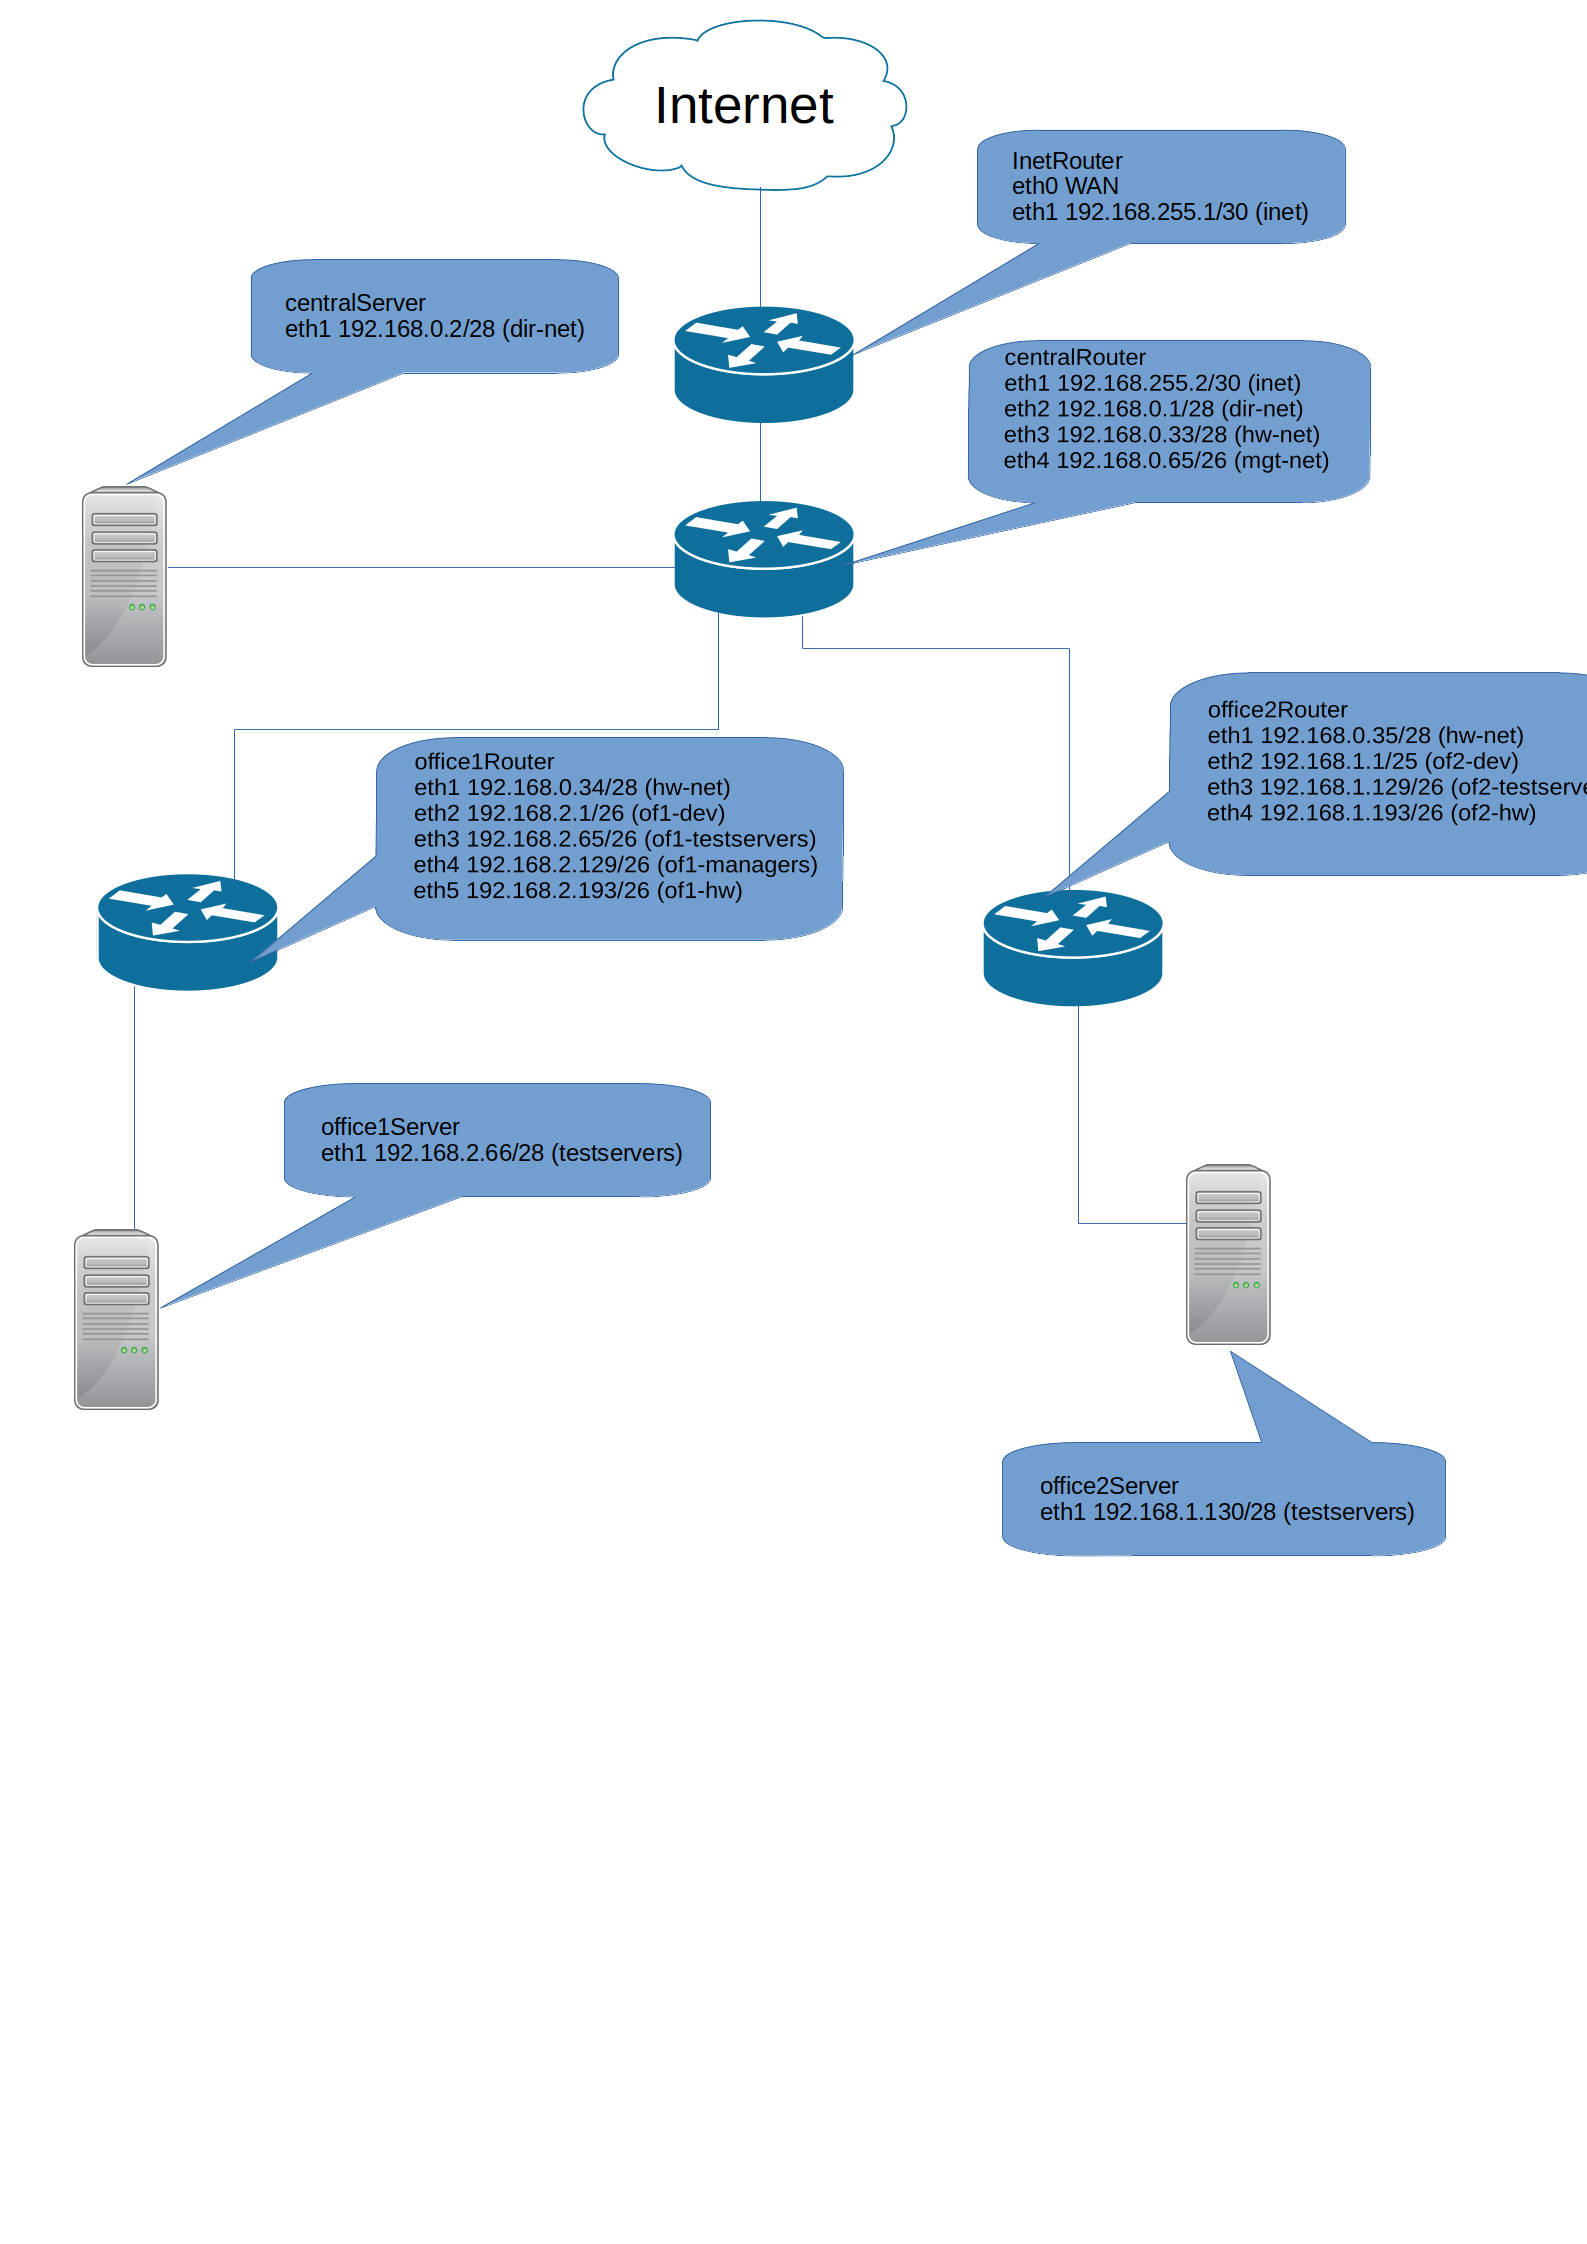 Internet
InetRouter
eth0 WAN
eth1 192.168.255.1/30 (inet)
centralServer
eth1 192.168.0.2/28 (dir-net)
centralRouter
eth1 192.168.255.2/30 (inet)
eth2 192.168.0.1/28 (dir-net)
eth3 192.168.0.33/28 (hw-net)
eth4 192.168.0.65/26 (mgt-net)
office2Router
eth1 192.168.0.35/28 (hw-net)
eth2 192.168.1.1/25 (of2-dev)
eth3 192.168.1.129/26 (of2-testserve
eth4 192.168.1.193/26 (of2-hw)
office1Router
eth1 192.168.0.34/28 (hw-net)
eth2 192.168.2.1/26 (of1-dev)
eth3 192.168.2.65/26 (of1-testservers)
eth4 192.168.2.129/26 (of1-managers)
eth5 192.168.2.193/26 (of1-hw)
office1Server
eth1 192.168.2.66/28 (testservers)
office2Server
eth1 192.168.1.130/28 (testservers)